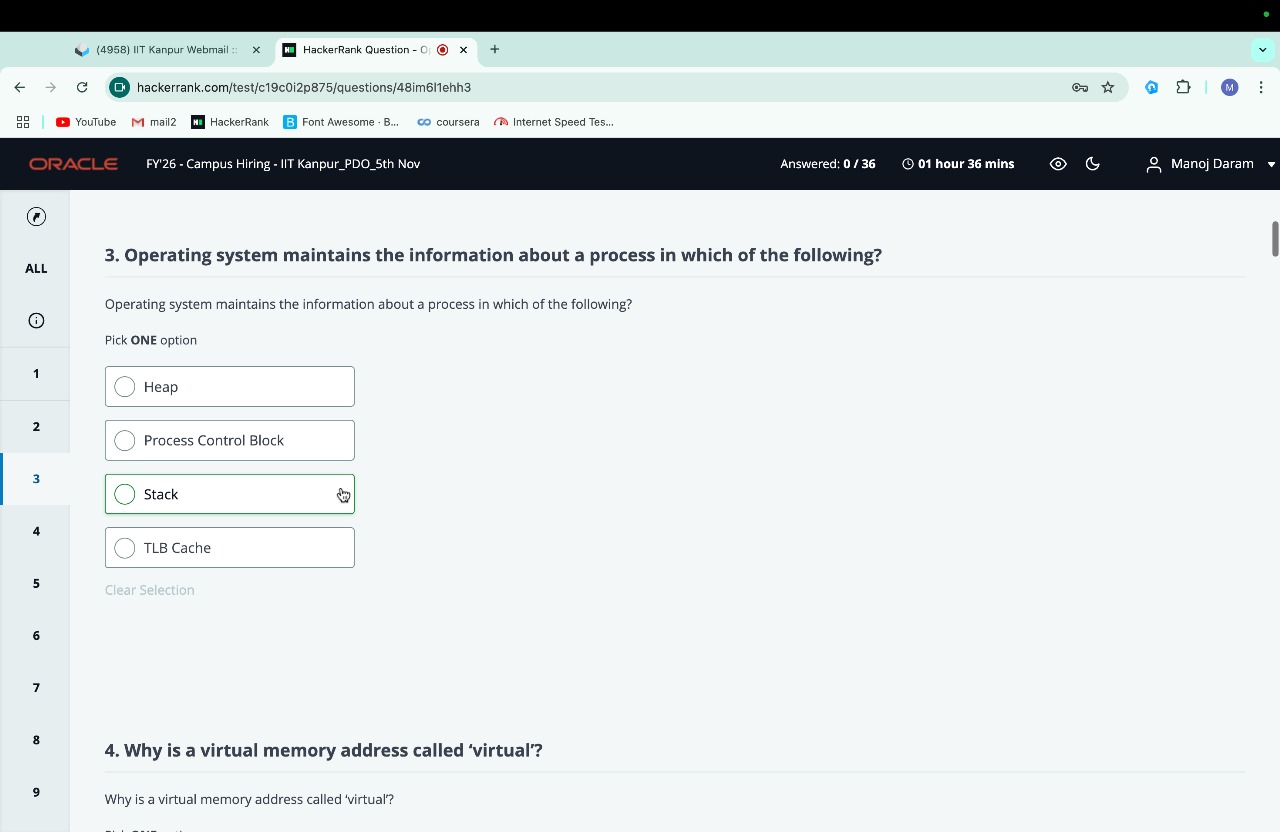 (4958) IIT Kanpur Webmail ::
HackerRank Question - O
hackerrank.com/test/c19c0i2p875/questions/48im6l1ehh3
M
YouTube
mail2
HackerRank
Font Awesome · B...
coursera
Internet Speed Tes...
ORACLE
FY'26 - Campus Hiring - IIT Kanpur_PDO_5th Nov
Answered: 0 / 36
01 hour 36 mins
Manoj Daram
ALL
1
2
3
4
5
6
7
8
9
3. Operating system maintains the information about a process in which of the following?
Operating system maintains the information about a process in which of the following?
Pick ONE option
Heap
Process Control Block
Stack
TLB Cache
Clear Selection
4. Why is a virtual memory address called ‘virtual’?
Why is a virtual memory address called ‘virtual’?